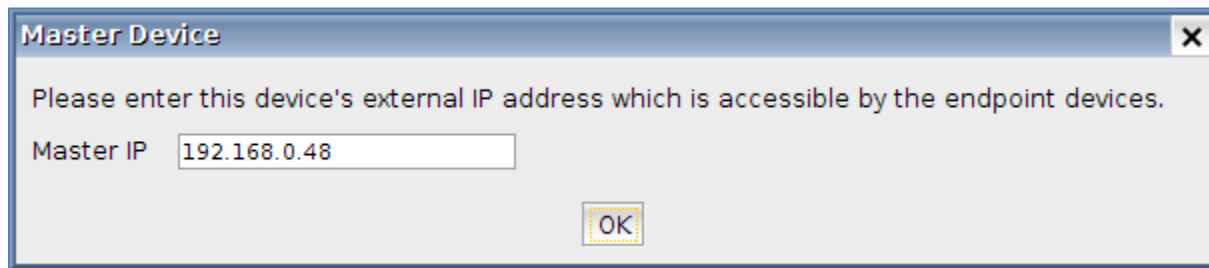 Master Device
Please enter this device's external IP address which is accessible by the endpoint devices.
Master IP 192.168.0.48
OK